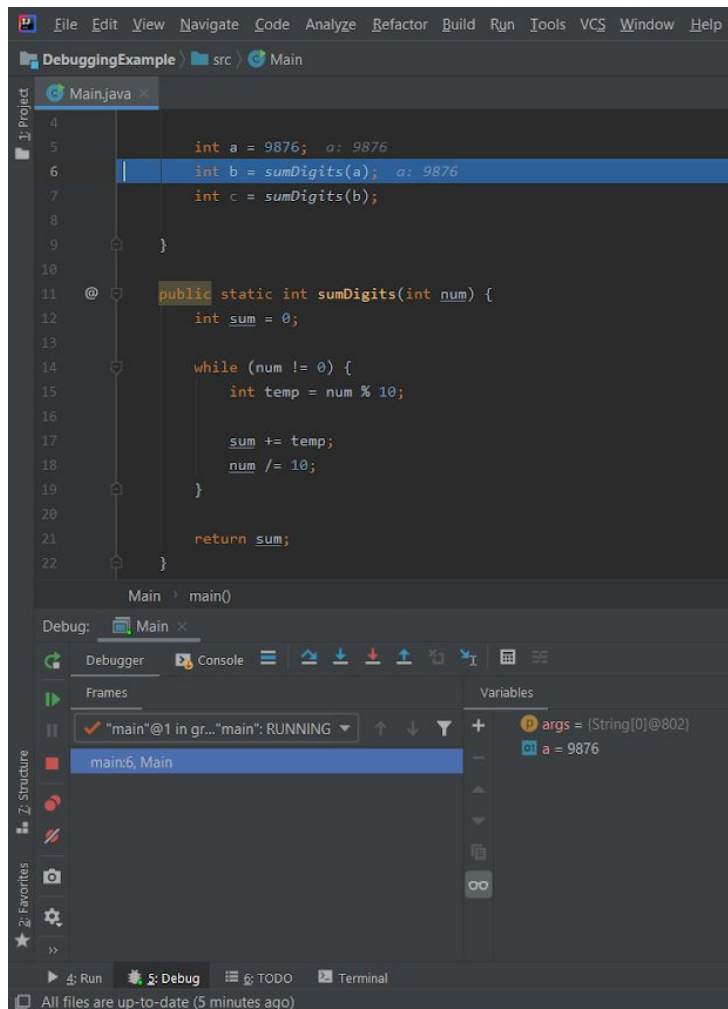 File Edit View Navigate Code Analyze Refactor Build Run Tools VCS Window Help
DebuggingExample src Main
1: Project
Main.java
4
5 int a = 9876; a: 9876
6 int b = sumDigits(a); a: 9876
7 int c = sumDigits(b);
8
9 }
10
11 @ public static int sumDigits(int num) {
12 int sum = 0;
13
14 while (num != 0) {
15 int temp = num % 10;
16
17 sum += temp;
18 num /= 10;
19 }
20
21 return sum;
22 }
Main main()
Debug: Main
Debugger Console
Frames Variables
"main"@1 in gr..."main": RUNNING
args = {String[0]@802}
main:6, Main
a = 9876
7: Structure
2: Favorites
4: Run 5: Debug 6: TODO Terminal
All files are up-to-date (5 minutes ago)